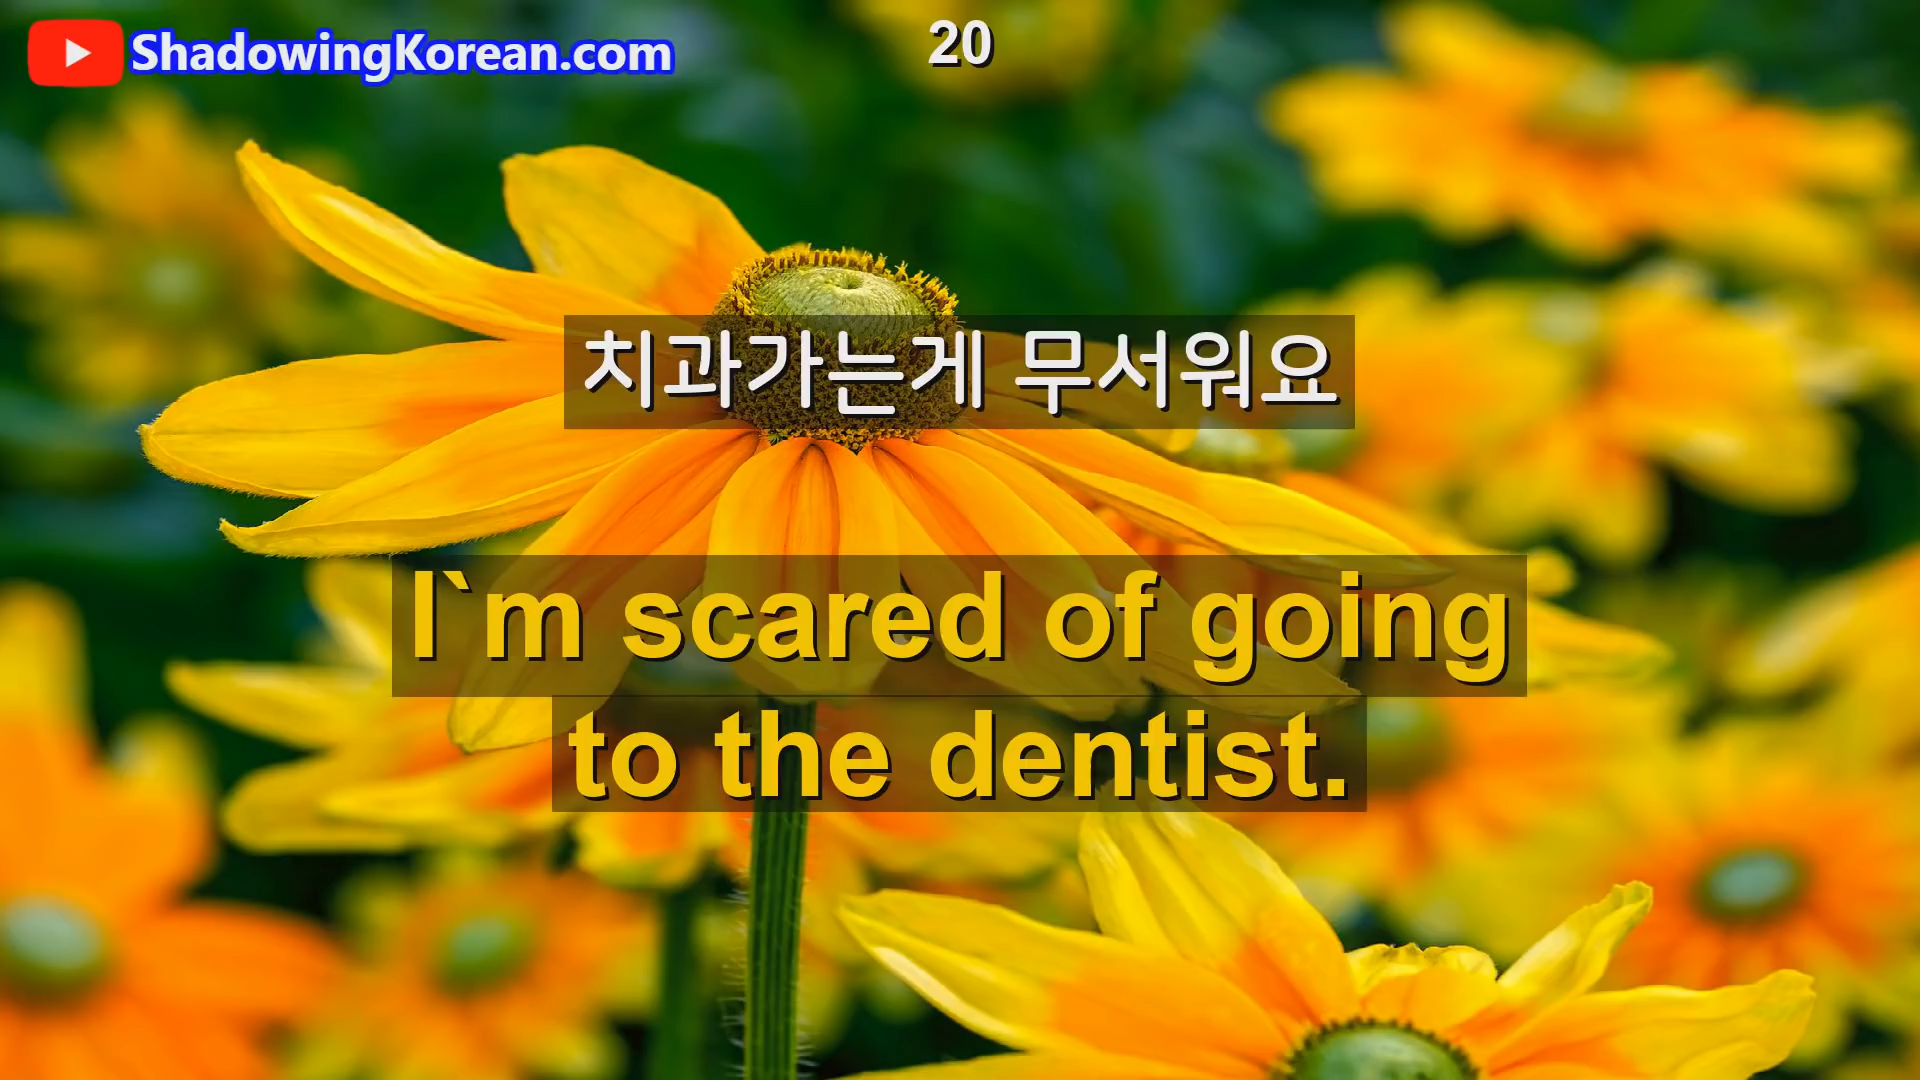 ShadowingKorean.com
20
치과가는게 무서워요
I`m scared of going
to the dentist.